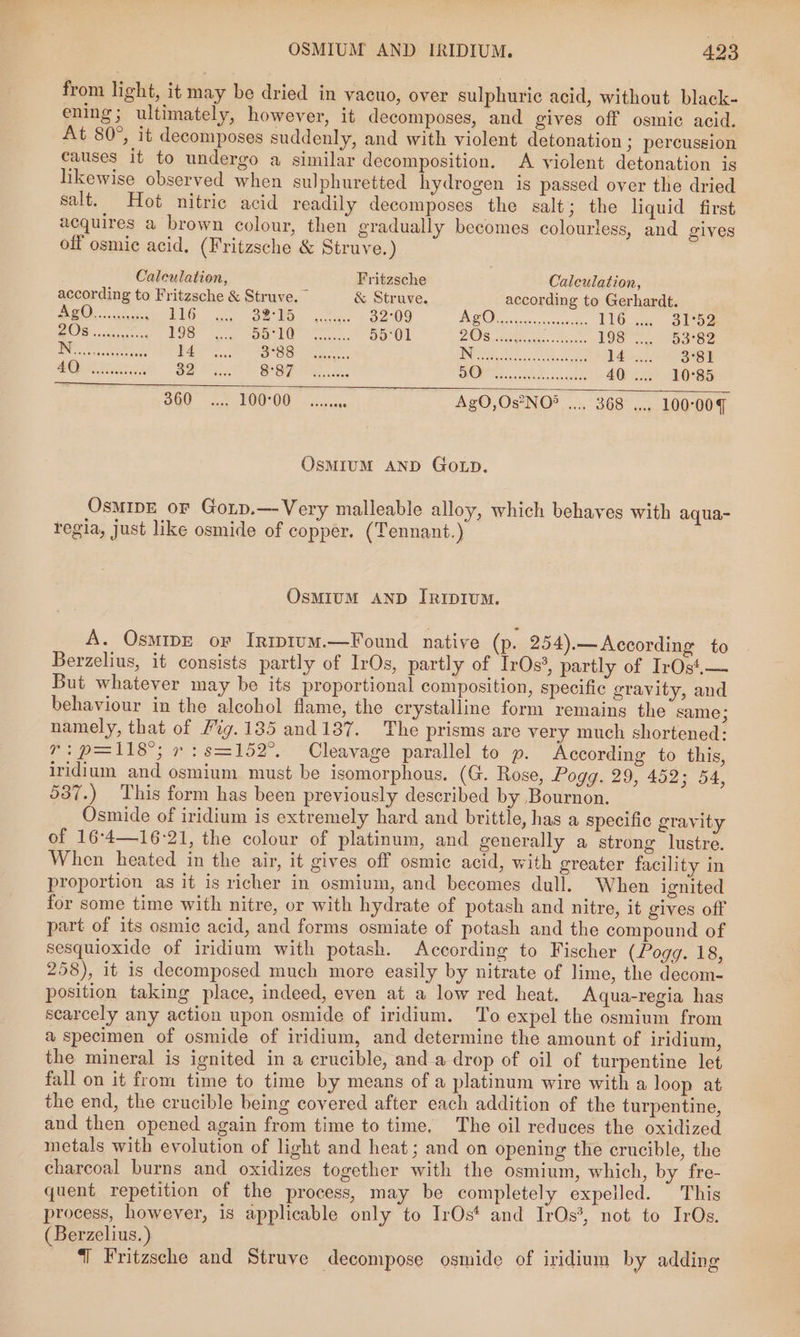 OSMIUM AND IRIDIUM. 423
from light, it may be dried in vacuo, over sulphuric acid, without black-
ening; ultimately, however, it decomposes, and gives off osmic acid.
At 80°, it decomposes suddenly, and with violent detonation; percussion
causes it to undergo a similar decomposition. A violent detonation is
likewise observed when sulphuretted hydrogen is passed over the dried
salt. Hot nitric acid readily decomposes the salt; the liquid first
acquires a brown colour, then gradually becomes colourless, and gives
off osmic acid. (Fritzsche & Struve.)
Calculation, Fritzsche Calculation,
according to Fritzsche & Struve. & Struve. according to Gerhardt.
AgO............ 116 .... 32·15 ........ 32·09 AgO.................... 116 .... 31·52
2Os ............ 198 .... 55·10 ........ 55·01 2Os .................... 198 .... 53·82
N................ 14 .... 3·88 ........ N........................ 14 .... 3·81
4O ............ 32 .... 8·87 ........ 5O .................... 40 .... 10·85
360 .... 100·00 ........ AgO,Os²NO⁵ .... 368 .... 100·00¶
OSMIUM AND GOLD.
OSMIDE OF GOLD.—Very malleable alloy, which behaves with aqua-
regia, just like osmide of copper. (Tennant.)
OSMIUM AND IRIDIUM.
A. OSMIDE OF IRIDIUM.—Found native (p. 254).—According to
Berzelius, it consists partly of IrOs, partly of IrOs³, partly of IrOs⁴.—
But whatever may be its proportional composition, specific gravity, and
behaviour in the alcohol flame, the crystalline form remains the same;
namely, that of Fig. 135 and 137. The prisms are very much shortened:
r : p=118°; r : s=152°. Cleavage parallel to p. According to this,
iridium and osmium must be isomorphous. (G. Rose, Pogg. 29, 452; 54,
537.) This form has been previously described by Bournon.
Osmide of iridium is extremely hard and brittle, has a specific gravity
of 16·4—16·21, the colour of platinum, and generally a strong lustre.
When heated in the air, it gives off osmic acid, with greater facility in
proportion as it is richer in osmium, and becomes dull. When ignited
for some time with nitre, or with hydrate of potash and nitre, it gives off
part of its osmic acid, and forms osmiate of potash and the compound of
sesquioxide of iridium with potash. According to Fischer (Pogg. 18,
258), it is decomposed much more easily by nitrate of lime, the decom-
position taking place, indeed, even at a low red heat. Aqua-regia has
scarcely any action upon osmide of iridium. To expel the osmium from
a specimen of osmide of iridium, and determine the amount of iridium,
the mineral is ignited in a crucible, and a drop of oil of turpentine let
fall on it from time to time by means of a platinum wire with a loop at
the end, the crucible being covered after each addition of the turpentine,
and then opened again from time to time. The oil reduces the oxidized
metals with evolution of light and heat; and on opening the crucible, the
charcoal burns and oxidizes together with the osmium, which, by fre-
quent repetition of the process, may be completely expelled. This
process, however, is applicable only to IrOs⁴ and IrOs³, not to IrOs.
(Berzelius.)
¶ Fritzsche and Struve decompose osmide of iridium by adding